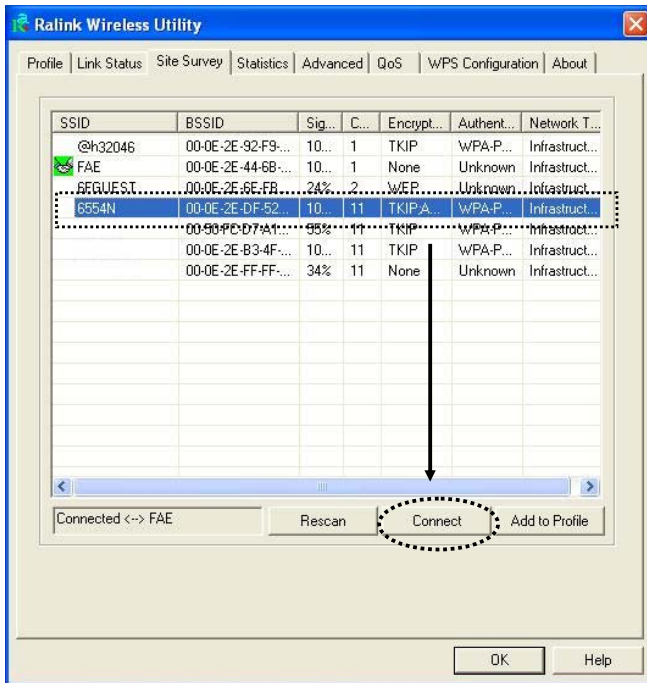 Ralink Wireless Utility
Profile Link Status Site Survey Statistics Advanced QoS WPS Configuration About
SSID BSSID Sig... C... Encrypt... Authent... Network T...
@h32046 00-0E-2E-92-F9-... 10... 1 TKIP WPA-P... Infrastruct...
FAE 00-0E-2E-44-6B-... 10... 1 None Unknown Infrastruct...
6FGUEST 00-0E-2E-6E-FB... 24% 2 WEP Unknown Infrastruct...
6554N 00-0E-2E-DF-52... 10... 11 TKIP;A... WPA-P... Infrastruct...
00-50-FC-D7-A1... 11 TKIP WPA-P... Infrastruct...
00-0E-2E-B3-4F-... 10... 11 TKIP WPA-P... Infrastruct...
00-0E-2E-FF-FF-... 34% 11 None Unknown Infrastruct...
Connected <--> FAE Rescan Connect Add to Profile
OK Help